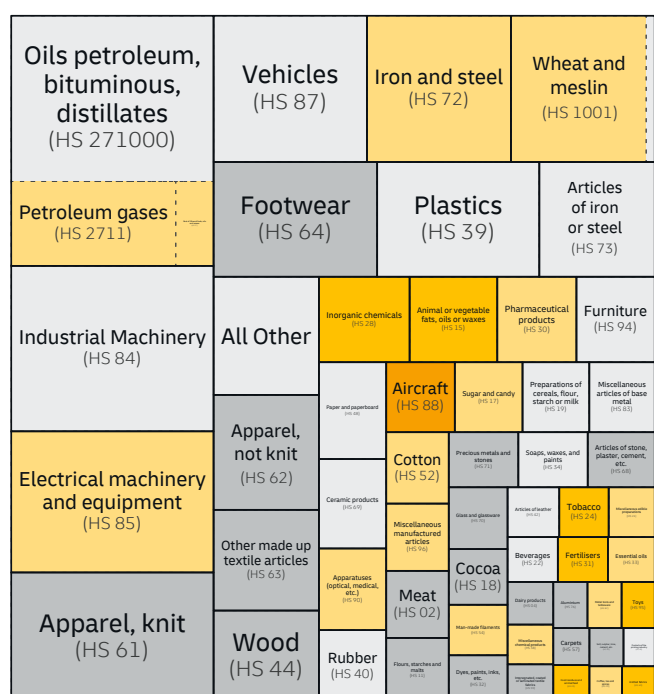 Oils petroleum,
bituminous,
distillates
(HS 271000)
Vehicles
(HS 87)
Iron and steel
(HS 72)
Wheat and
meslin
(HS 1001)
Petroleum gases
(HS 2711)
Footwear
(HS 64)
Plastics
(HS 39)
Articles
of iron
or steel
(HS 73)
Industrial Machinery
(HS 84)
All Other
Inorganic chemicals
(HS 28)
Animal or vegetable
fats, oils or waxes
(HS 15)
Pharmaceutical
products
(HS 30)
Furniture
(HS 94)
Paper and paperboard
(HS 48)
Aircraft
(HS 88)
Sugar and candy
(HS 17)
Preparations of
cereals, flour,
starch or milk
(HS 19)
Miscellaneous
articles of base
metal
(HS 83)
Apparel,
not knit
(HS 62)
Electrical machinery
and equipment
(HS 85)
Cotton
(HS 52)
Precious metals and
stones
(HS 71)
Soaps, waxes, and
paints
(HS 34)
Articles of stone,
plaster, cement,
etc.
(HS 68)
Ceramic products
(HS 69)
Miscellaneous
manufactured
articles
(HS 96)
Glass and glassware
(HS 70)
Articles of leather
(HS 42)
Tobacco
(HS 24)
Other made up
textile articles
(HS 63)
Apparatuses
(optical, medical,
etc.)
(HS 90)
Cocoa
(HS 18)
Beverages
(HS 22)
Fertilisers
(HS 31)
Essential oils
(HS 33)
Apparel, knit
(HS 61)
Meat
(HS 02)
Dairy products
Aluminium
Toys
Wood
(HS 44)
Rubber
(HS 40)
Flours, starches and
malts
(HS 11)
Man-made filaments
Dyes, paints, inks,
etc.
(HS 32)
Miscellaneous
chemical products
Carpets
(HS 57)